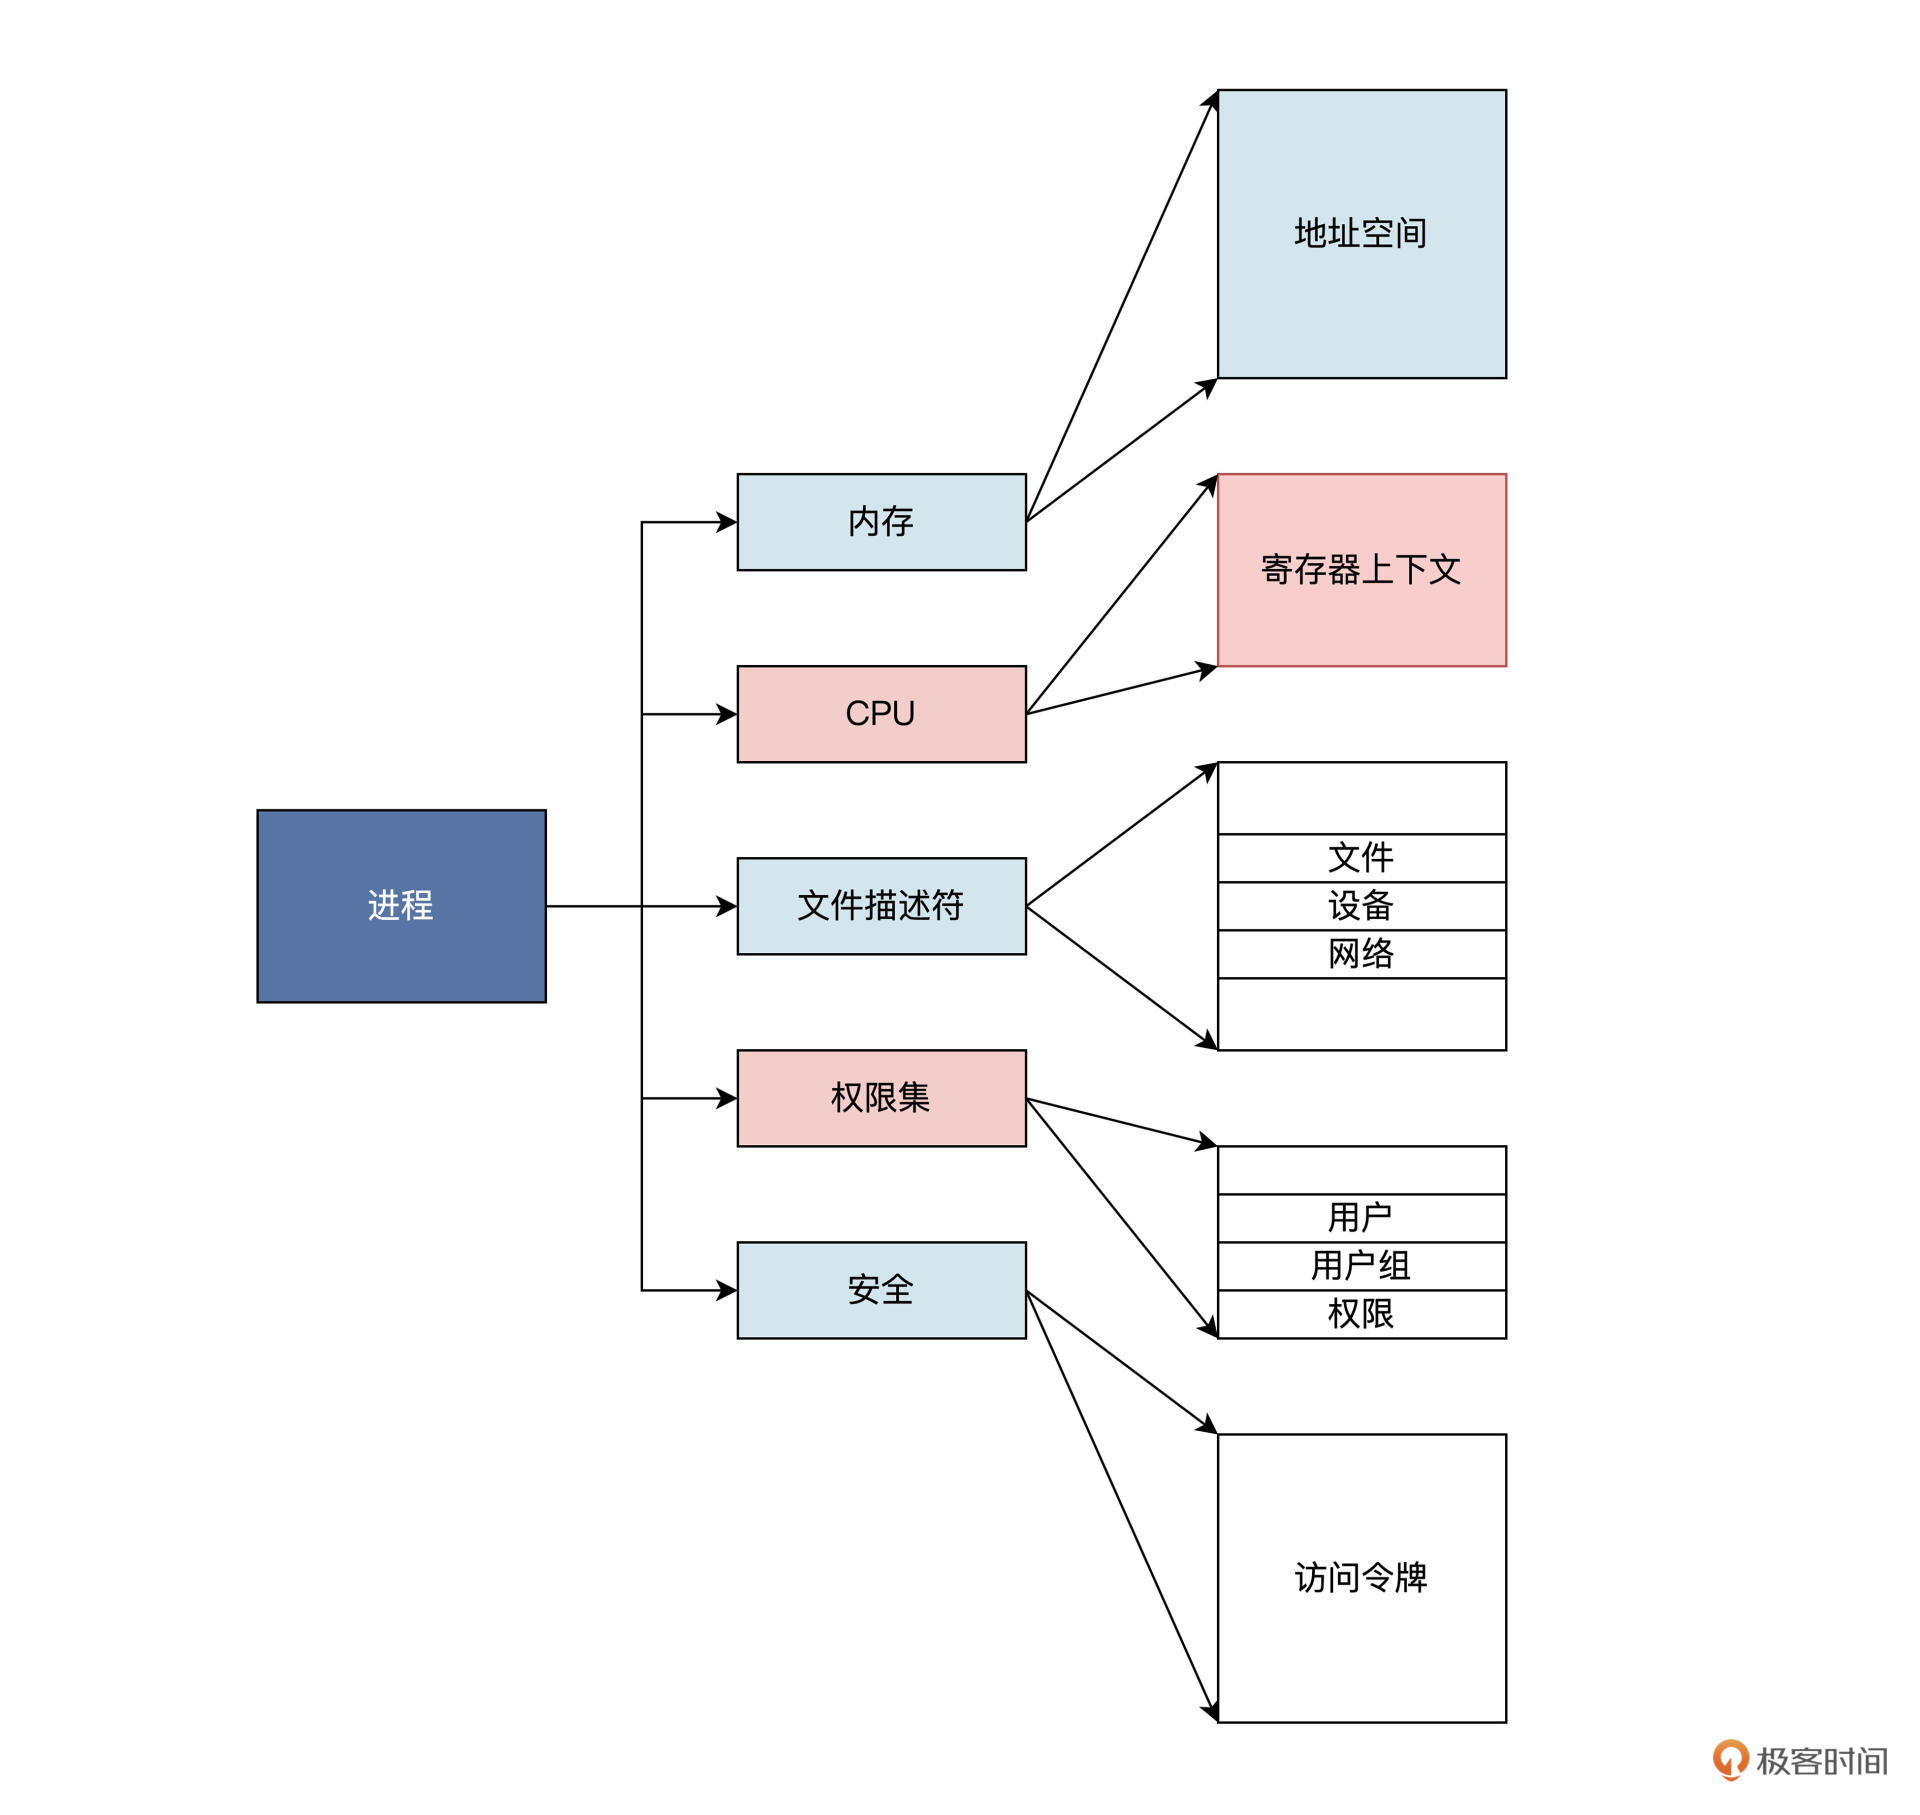 地址空间
内存
寄存器上下文
CPU
文件
进程
文件描述符
设备
网络
权限集
用户
用户组
安全
权限
访问令牌
极客时间